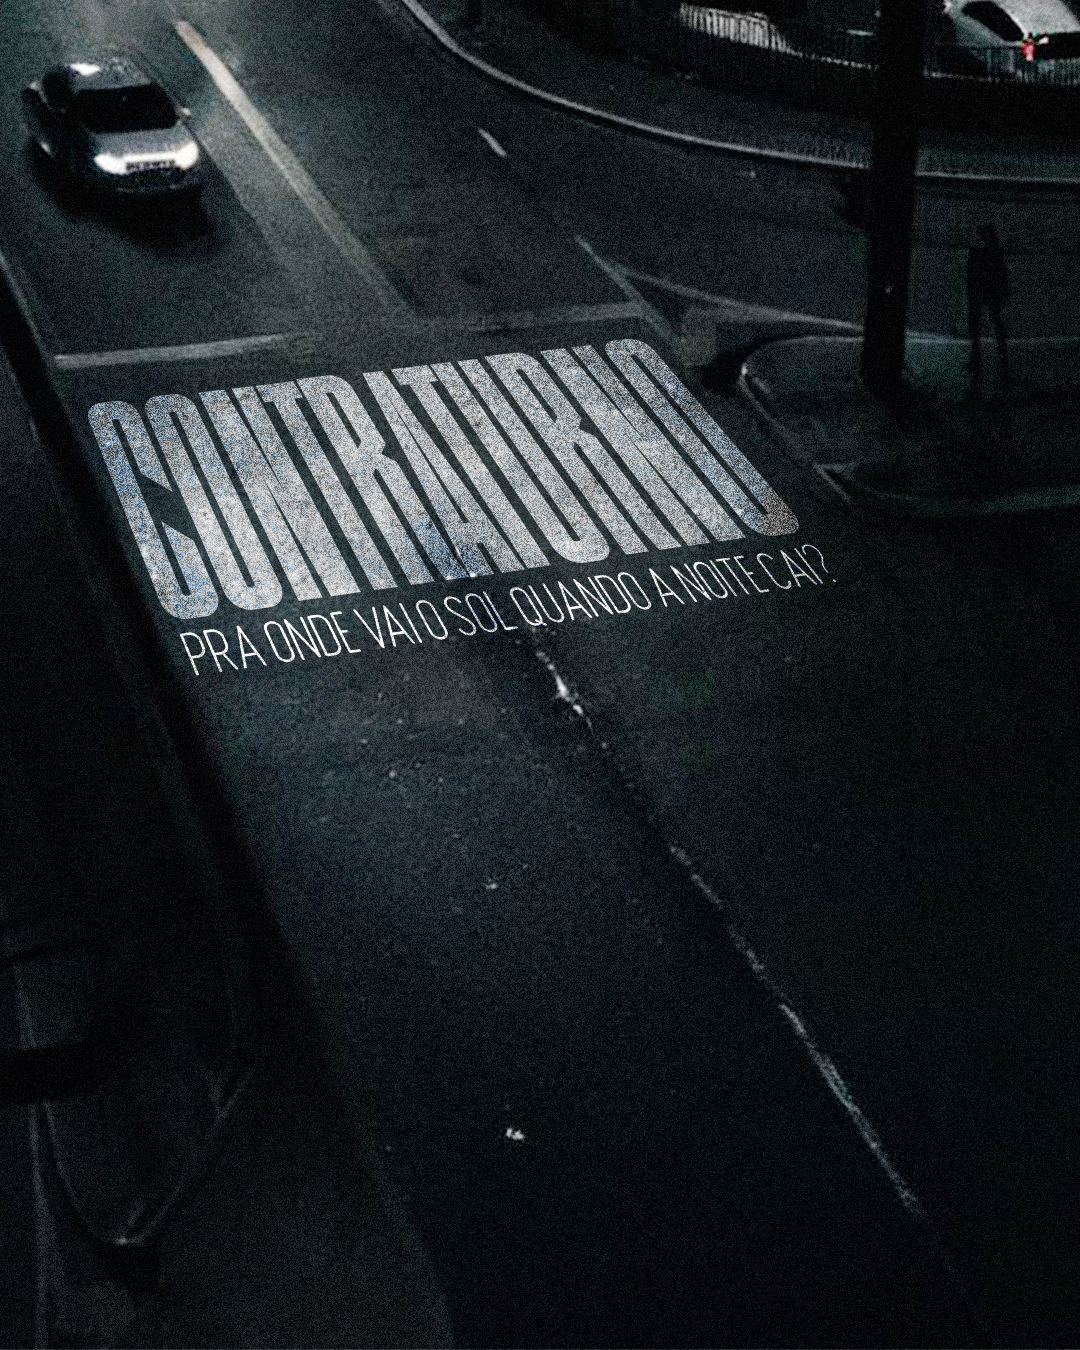 CONTRATURNO
PRA ONDE VAI O SOL QUANDO A NOITE CAI?